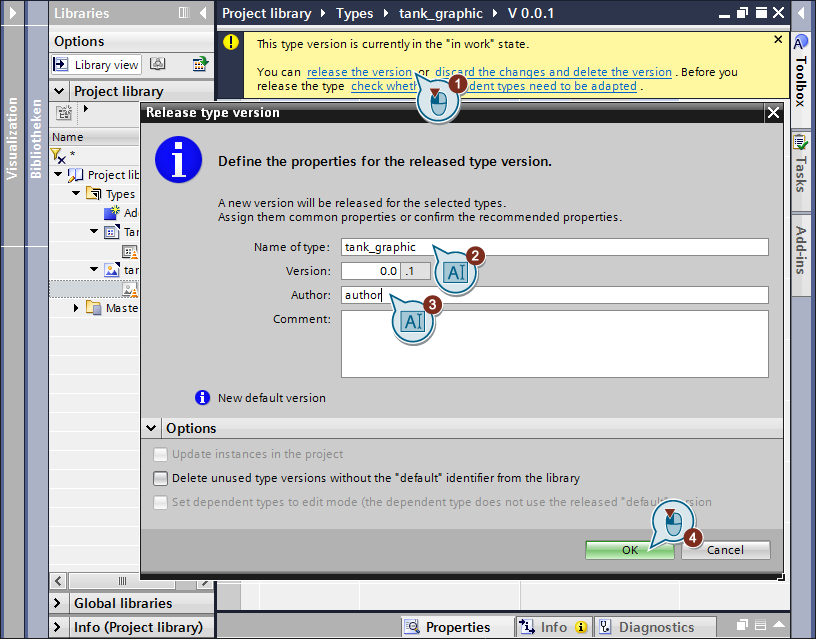 Libraries
Project library
Types
tank_graphic
V 0.0.1
Options
Library view
Project library
Name
*
Project lib
Types
Ad
Tan
tan
Maste
Global libraries
Info (Project library)
Visualization
Bibliotheken
This type version is currently in the "in work" state.
You can release the version or discard the changes and delete the version . Before you
release the type check wheth dent types need to be adapted .
1
Release type version
Define the properties for the released type version.
A new version will be released for the selected types.
Assign them common properties or confirm the recommended properties.
Name of type: tank_graphic
2
Version: 0.0 .1
AI
Author: author
3
AI
Comment:
New default version
Options
Update instances in the project
Delete unused type versions without the "default" identifier from the library
Set dependent types to edit mode (the dependent type does not use the released "default" version
4
OK
Cancel
Properties
Info
Diagnostics
Toolbox
Tasks
Add-ins